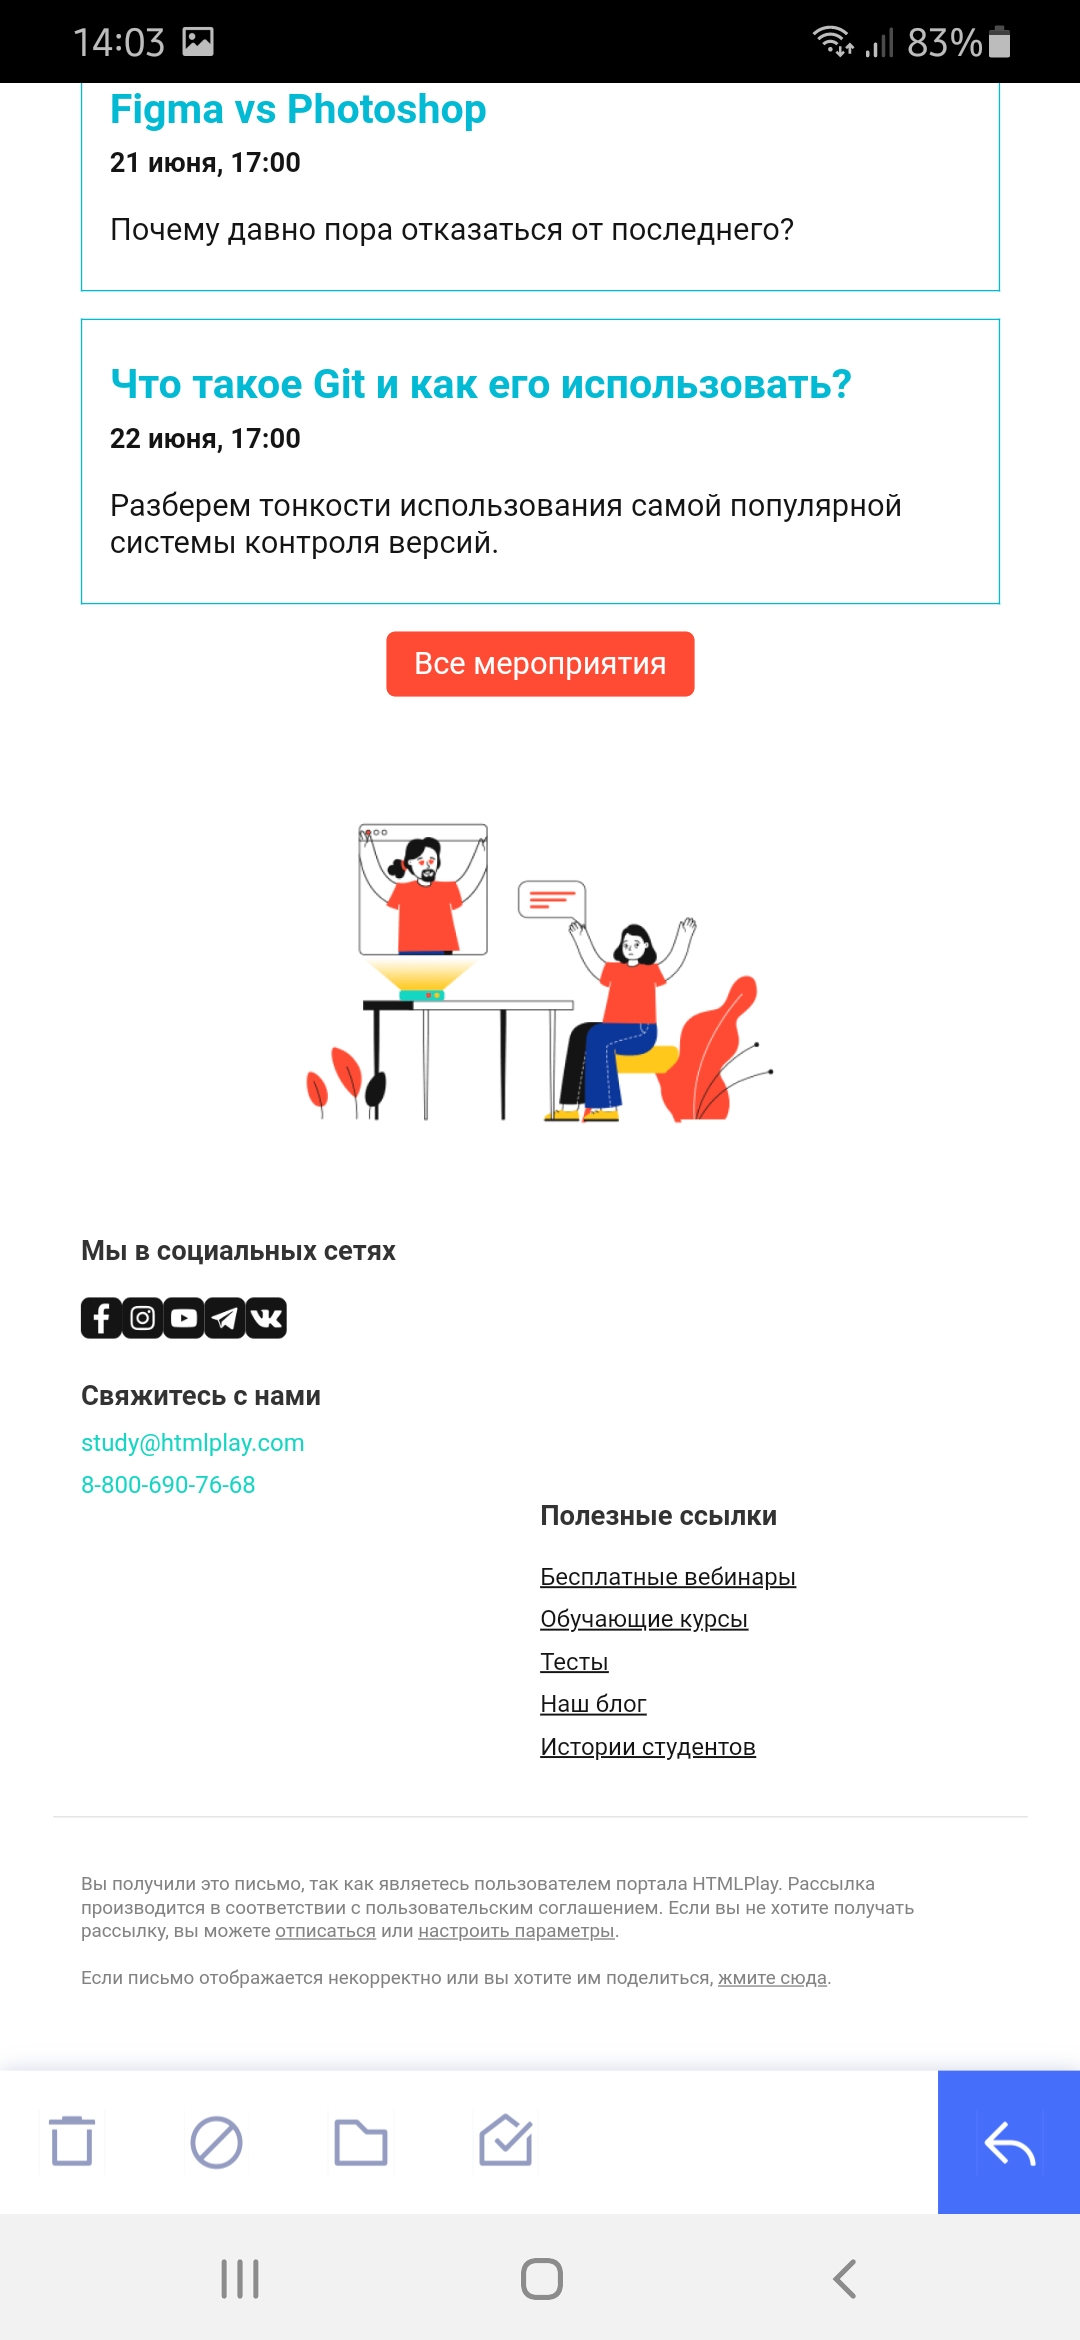 14:03
83%
Figma vs Photoshop
21 июня, 17:00
Почему давно пора отказаться от последнего?
Что такое Git и как его использовать?
22 июня, 17:00
Разберем тонкости использования самой популярной
системы контроля версий.
Все мероприятия
Мы в социальных сетях
Свяжитесь с нами
study@htmlplay.com
8-800-690-76-68
Полезные ссылки
Бесплатные вебинары
Обучающие курсы
Тесты
Наш блог
Истории студентов
Вы получили это письмо, так как являетесь пользователем портала HTMLPlay. Рассылка
производится в соответствии с пользовательским соглашением. Если вы не хотите получать
рассылку, вы можете отписаться или настроить параметры.
Если письмо отображается некорректно или вы хотите им поделиться, жмите сюда.